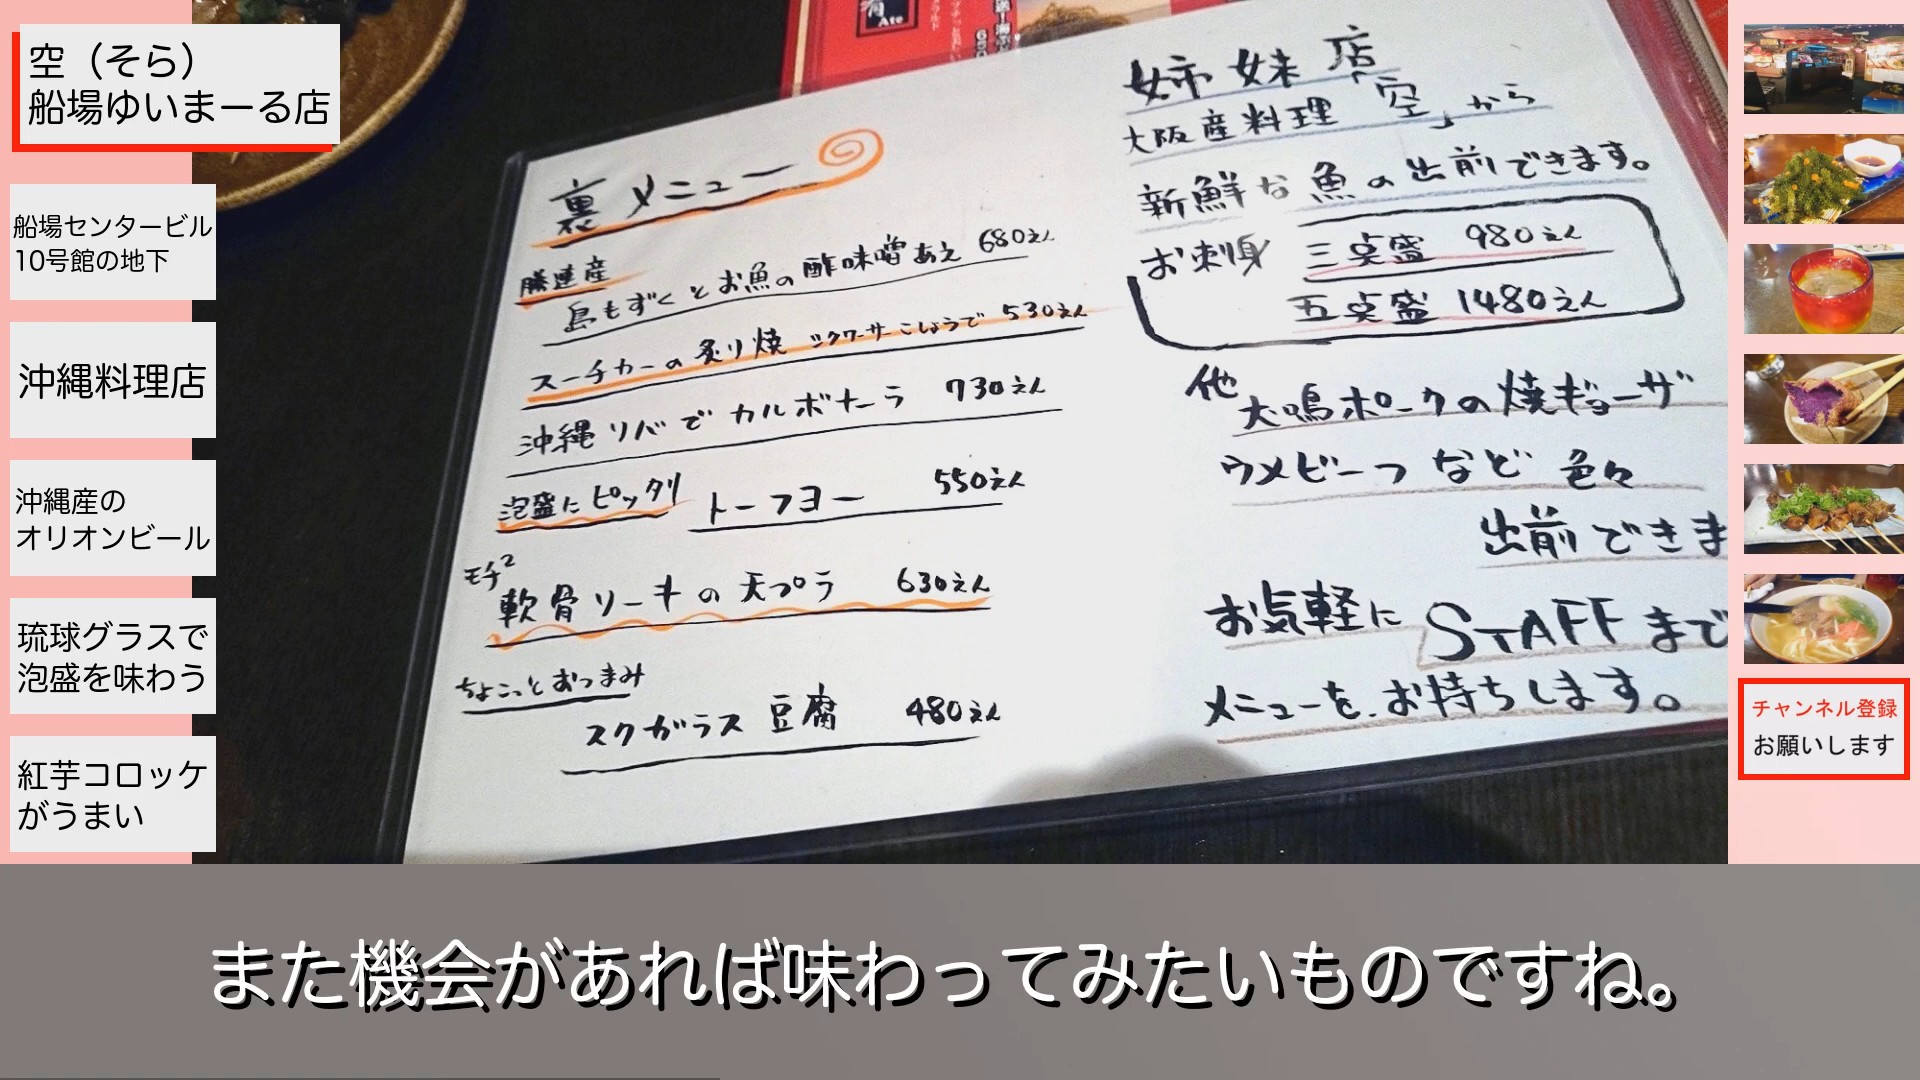 空（そら）
船場ゆいまーる店
船場センタービル
10号館の地下
沖縄料理店
沖縄産の
オリオンビール
琉球グラスで
泡盛を味わう
紅芋コロッケ
がうまい
裏メニュー
勝連産
島もずくとお魚の酢味噌あえ 680えん
スーチカーの炙り焼 シクワーサーこしょうで 530えん
沖縄リバでカルボナーラ 730えん
泡盛にピッタリ トーフヨー 550えん
モチ2
軟骨ソーキの天プラ 630えん
ちょこっとおつまみ
スクガラス豆腐 480えん
姉妹店
大阪産料理「空」から
新鮮な魚の出前できます。
お刺身 三点盛 980えん
五点盛 1480えん
他
犬鳴ポークの焼ギョーザ
ウメビーフなど色々
出前できま
お気軽にSTAFFまで
メニューをお持ちします。
チャンネル登録
お願いします
また機会があれば味わってみたいものですね。